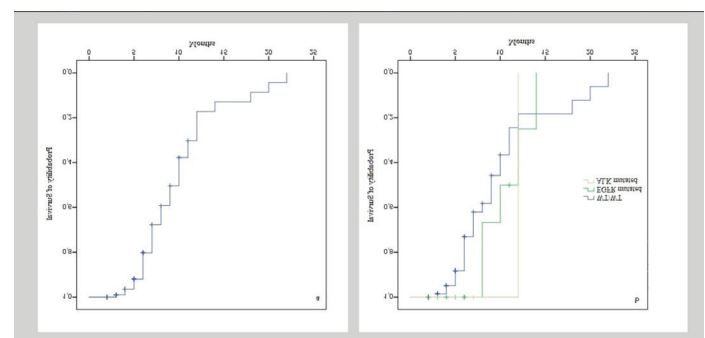 Months
0 5 10 15 20 25
0,0
0,2
0,4
0,6
0,8
1,0
Probability of Survival
a
Months
0 5 10 15 20 25
0,0
0,2
0,4
0,6
0,8
1,0
Probability of Survival
ALK mutated
EGFR mutated
WT/WT
b